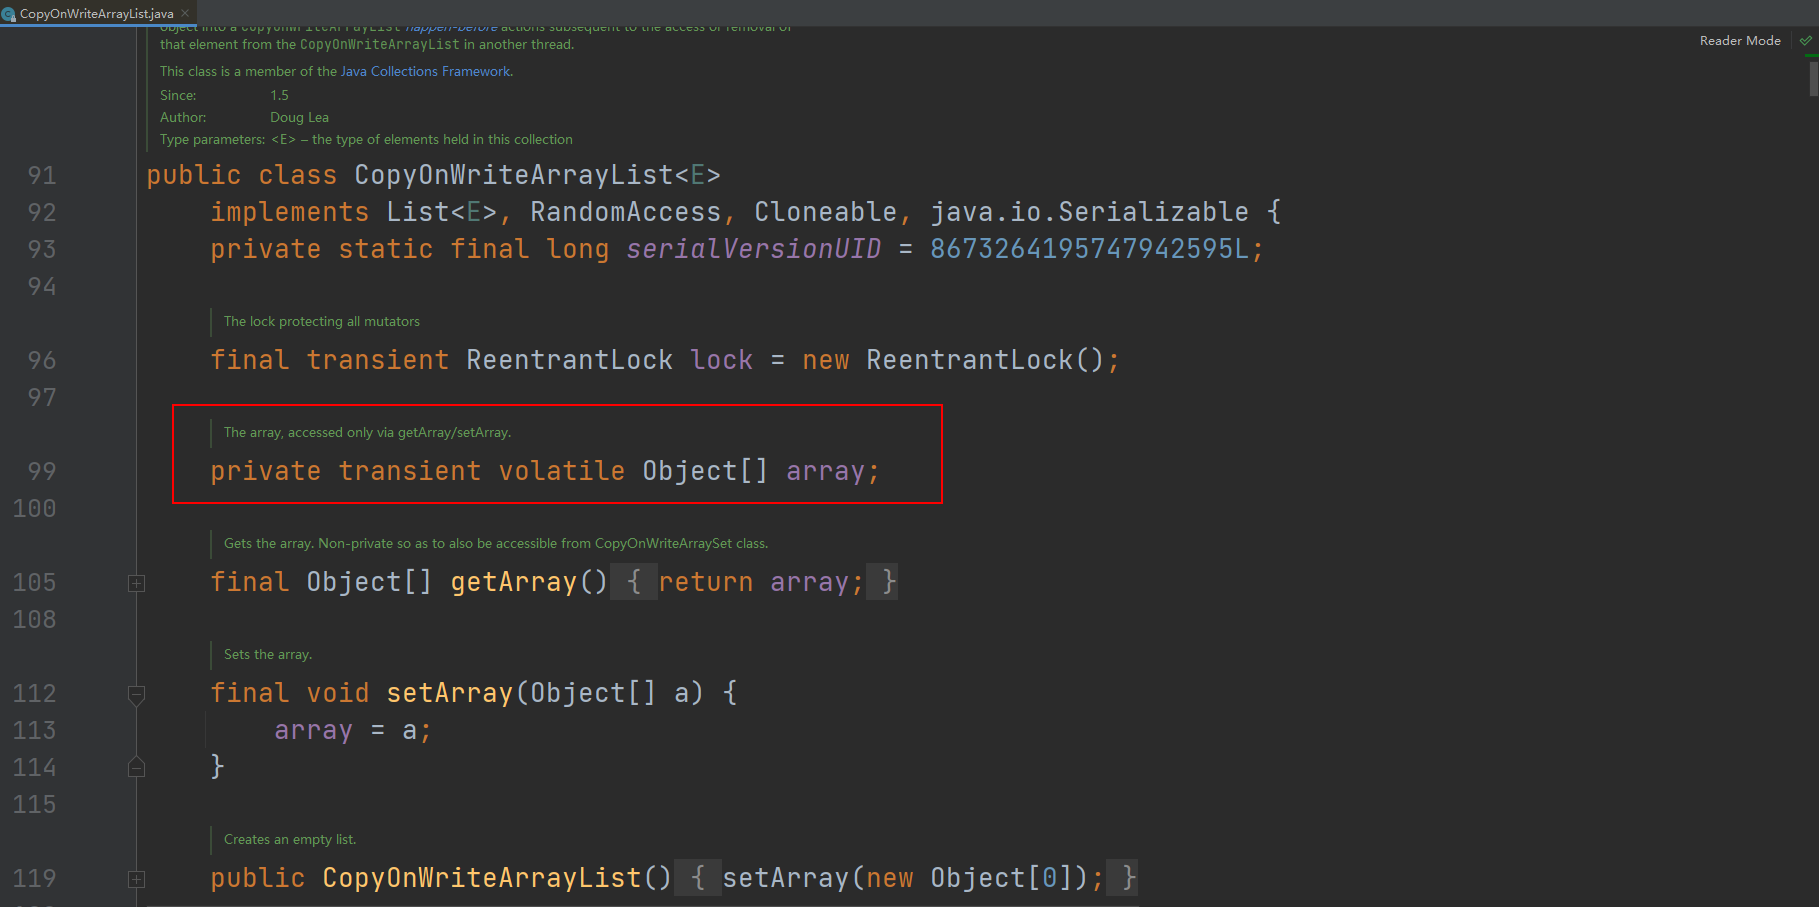 CopyOnWriteArrayList.java
object into a CopyOnWriteArrayList happen-before actions subsequent to the access or removal of
that element from the CopyOnWriteArrayList in another thread.
Reader Mode
This class is a member of the Java Collections Framework.
Since: 1.5
Author: Doug Lea
Type parameters: <E> – the type of elements held in this collection
91 public class CopyOnWriteArrayList<E>
92 implements List<E>, RandomAccess, Cloneable, java.io.Serializable {
93 private static final long serialVersionUID = 8673264195747942595L;
94
The lock protecting all mutators
96 final transient ReentrantLock lock = new ReentrantLock();
97
The array, accessed only via getArray/setArray.
99 private transient volatile Object[] array;
100
Gets the array. Non-private so as to also be accessible from CopyOnWriteArraySet class.
105 final Object[] getArray() { return array; }
108
Sets the array.
112 final void setArray(Object[] a) {
113 array = a;
114 }
115
Creates an empty list.
119 public CopyOnWriteArrayList() { setArray(new Object[0]); }